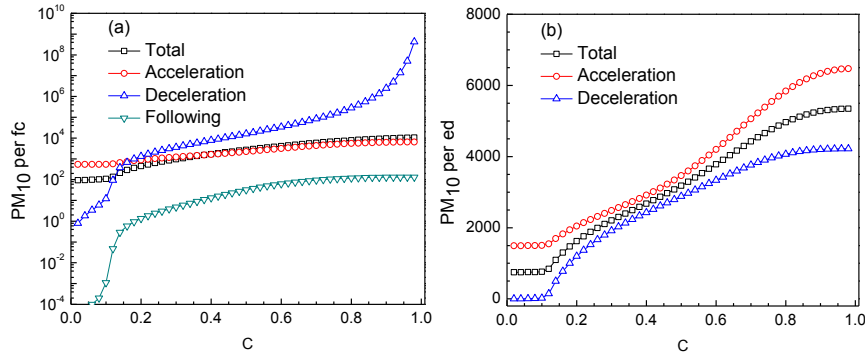 (a)
Total
Acceleration
Deceleration
Following
PM10 per fc
10^10
10^8
10^6
10^4
10^2
10^0
10^-2
10^-4
0.0 0.2 0.4 0.6 0.8 1.0
C
(b)
Total
Acceleration
Deceleration
PM10 per ed
8000
6000
4000
2000
0
0.0 0.2 0.4 0.6 0.8 1.0
C